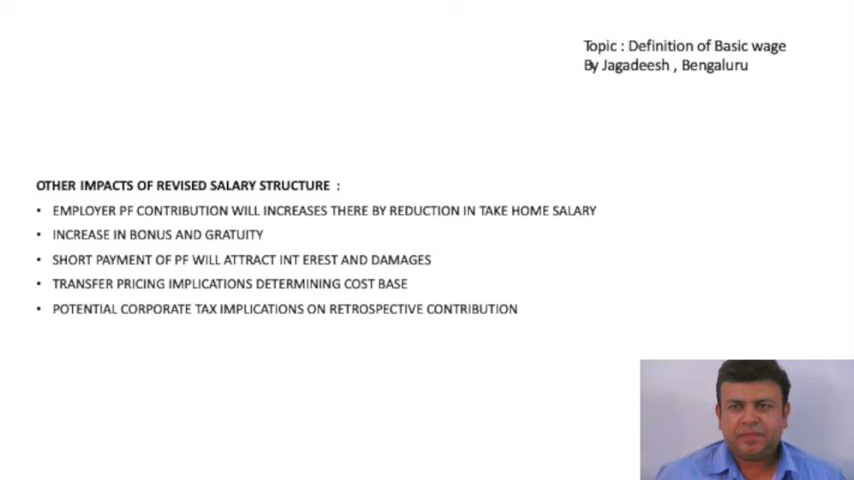 Topic : Definition of Basic wage
By Jagadeesh , Bengaluru
OTHER IMPACTS OF REVISED SALARY STRUCTURE :
• EMPLOYER PF CONTRIBUTION WILL INCREASES THERE BY REDUCTION IN TAKE HOME SALARY
• INCREASE IN BONUS AND GRATUITY
• SHORT PAYMENT OF PF WILL ATTRACT INT EREST AND DAMAGES
• TRANSFER PRICING IMPLICATIONS DETERMINING COST BASE
• POTENTIAL CORPORATE TAX IMPLICATIONS ON RETROSPECTIVE CONTRIBUTION